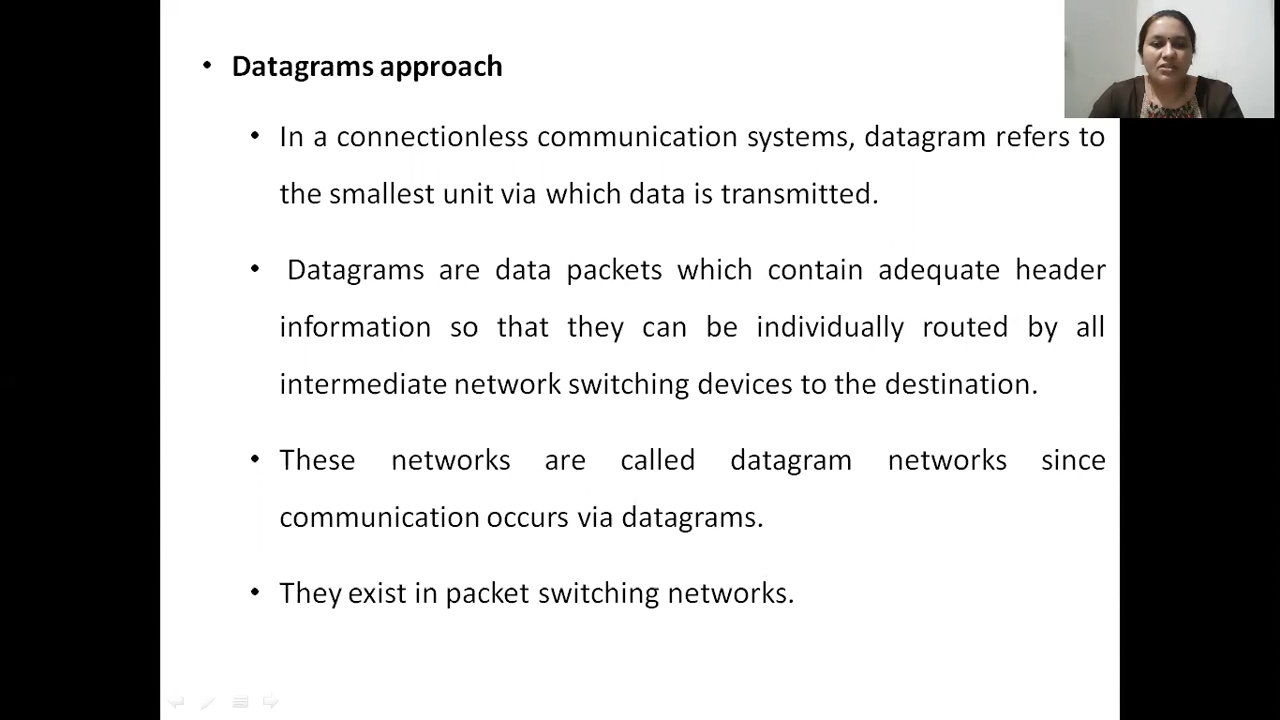 • Datagrams approach
• In a connectionless communication systems, datagram refers to
the smallest unit via which data is transmitted.
• Datagrams are data packets which contain adequate header
information so that they can be individually routed by all
intermediate network switching devices to the destination.
• These networks are called datagram networks since
communication occurs via datagrams.
• They exist in packet switching networks.